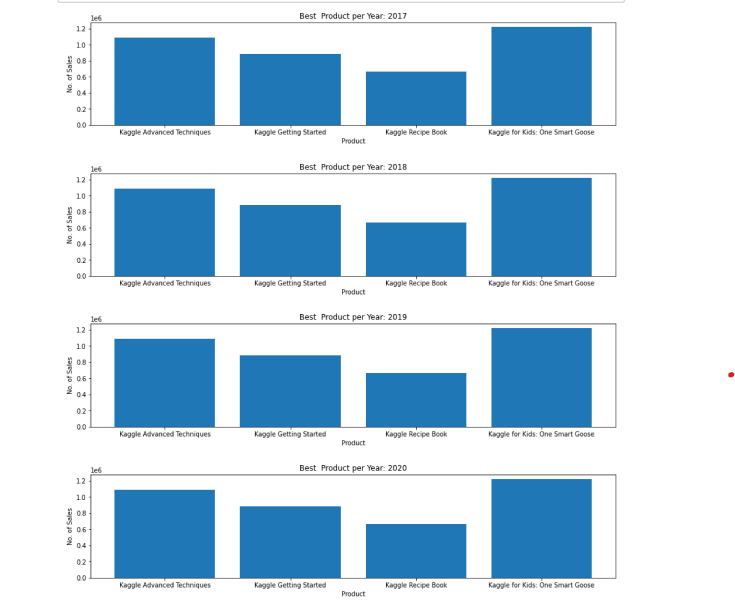 Best  Product per Year: 2017
1e6
1.2
1.0
0.8
0.6
0.4
0.2
0.0
No. of Sales
Kaggle Advanced Techniques Kaggle Getting Started Kaggle Recipe Book Kaggle for Kids: One Smart Goose
Product
Best  Product per Year: 2018
1e6
1.2
1.0
0.8
0.6
0.4
0.2
0.0
No. of Sales
Kaggle Advanced Techniques Kaggle Getting Started Kaggle Recipe Book Kaggle for Kids: One Smart Goose
Product
Best  Product per Year: 2019
1e6
1.2
1.0
0.8
0.6
0.4
0.2
0.0
No. of Sales
Kaggle Advanced Techniques Kaggle Getting Started Kaggle Recipe Book Kaggle for Kids: One Smart Goose
Product
Best  Product per Year: 2020
1e6
1.2
1.0
0.8
0.6
0.4
0.2
0.0
No. of Sales
Kaggle Advanced Techniques Kaggle Getting Started Kaggle Recipe Book Kaggle for Kids: One Smart Goose
Product